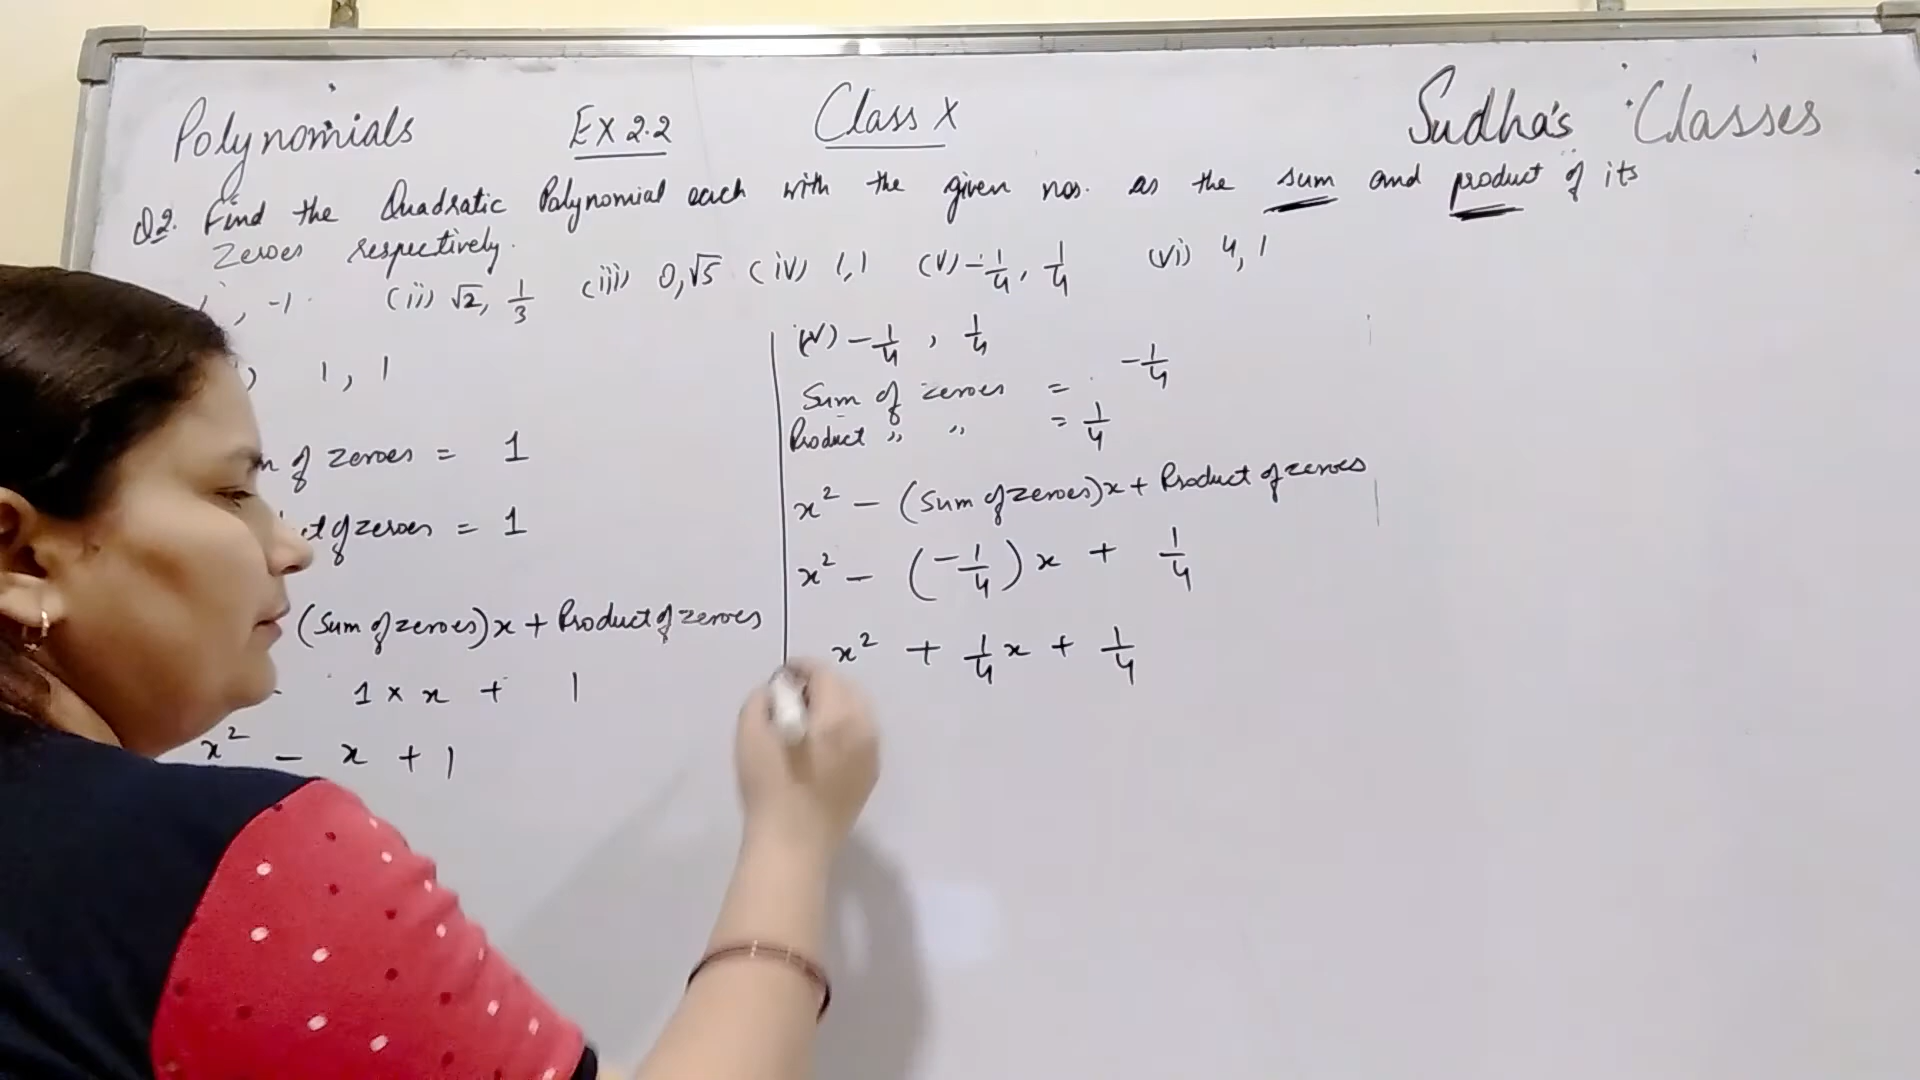 Polynomials EX 2.2 Class X Sudha's Classes
Q2. Find the Quadratic Polynomial each with the given nos. as the sum and product of its
Zeroes respectively.
, -1 (ii) √2, 1/3 (iii) 0, √5 (iv) 1, 1 (v) -1/4, 1/4 (vi) 4, 1
) 1, 1
of zeroes = 1
of zeroes = 1
(Sum of zeroes)x + Product of zeroes
- 1 × x + 1
x² - x + 1
(v) -1/4, 1/4
Sum of zeroes = -1/4
Product " " = 1/4
x² - (Sum of zeroes)x + Product of zeroes
x² - (-1/4)x + 1/4
x² + 1/4x + 1/4